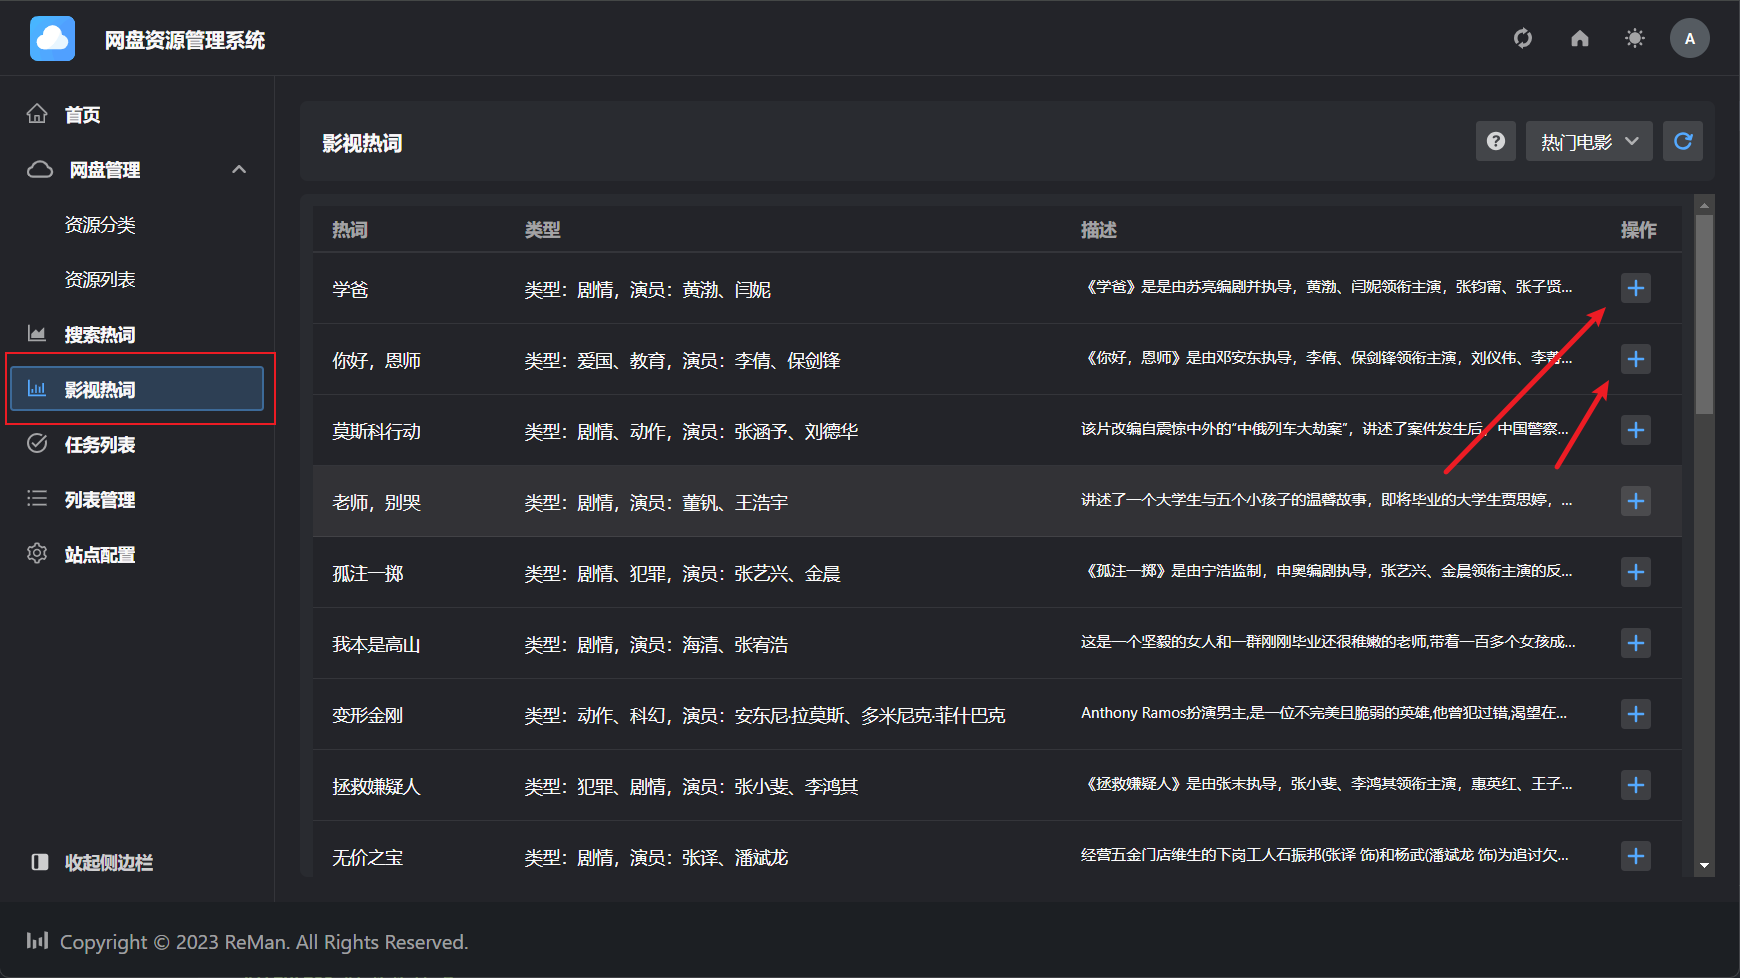 网盘资源管理系统
A
首页
网盘管理
资源分类
资源列表
搜索热词
影视热词
任务列表
列表管理
站点配置
收起侧边栏
影视热词
热门电影
热词 类型 描述 操作
学爸 类型：剧情，演员：黄渤、闫妮 《学爸》是是由苏亮编剧并执导，黄渤、闫妮领衔主演，张钧甯、张子贤...
你好，恩师 类型：爱国、教育，演员：李倩、保剑锋 《你好，恩师》是由邓安东执导，李倩、保剑锋领衔主演，刘仪伟、李菁...
莫斯科行动 类型：剧情、动作，演员：张涵予、刘德华 该片改编自震惊中外的“中俄列车大劫案”，讲述了案件发生后，中国警察...
老师，别哭 类型：剧情，演员：董钒、王浩宇 讲述了一个大学生与五个小孩子的温馨故事，即将毕业的大学生贾思婷，...
孤注一掷 类型：剧情、犯罪，演员：张艺兴、金晨 《孤注一掷》是由宁浩监制，申奥编剧执导，张艺兴、金晨领衔主演的反...
我本是高山 类型：剧情，演员：海清、张宥浩 这是一个坚毅的女人和一群刚刚毕业还很稚嫩的老师,带着一百多个女孩成...
变形金刚 类型：动作、科幻，演员：安东尼·拉莫斯、多米尼克·菲什巴克 Anthony Ramos扮演男主,是一位不完美且脆弱的英雄,他曾犯过错,渴望在...
拯救嫌疑人 类型：犯罪、剧情，演员：张小斐、李鸿其 《拯救嫌疑人》是由张末执导，张小斐、李鸿其领衔主演，惠英红、王子...
无价之宝 类型：剧情，演员：张译、潘斌龙 经营五金门店维生的下岗工人石振邦(张译 饰)和杨武(潘斌龙 饰)为追讨欠...
Copyright © 2023 ReMan. All Rights Reserved.